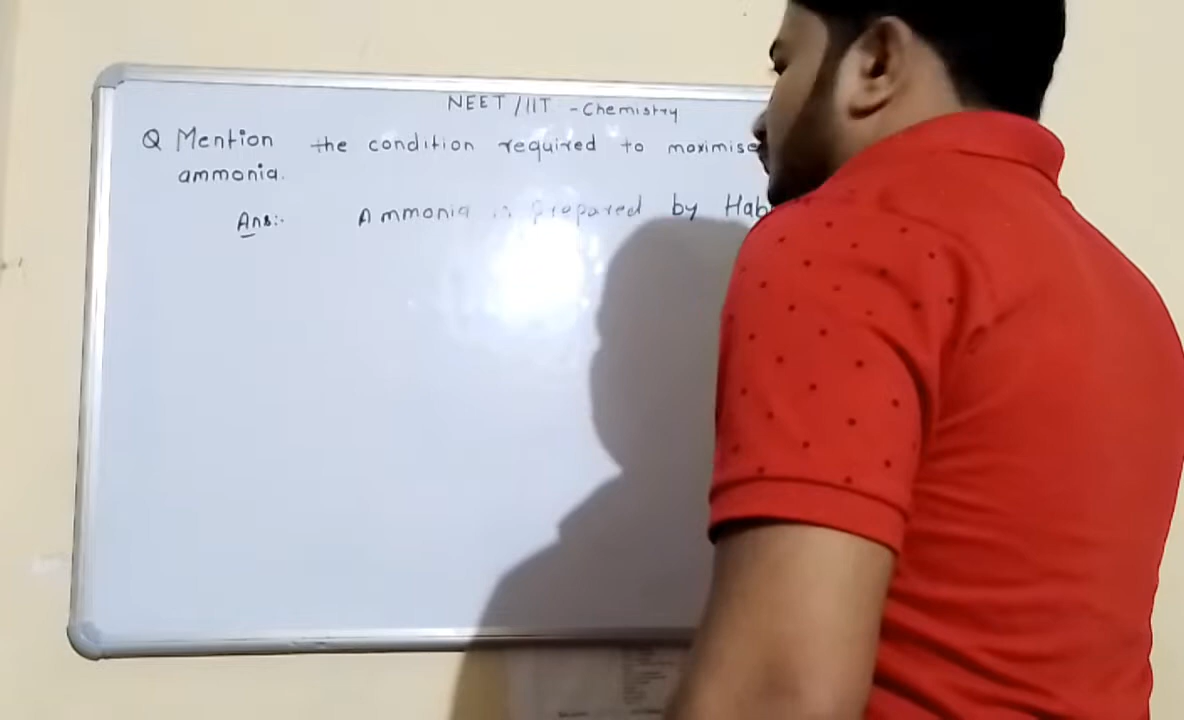 NEET/IIT - Chemistry
Q Mention the condition required to maximise
ammonia.
Ans:- Ammonia is prepared by Hab